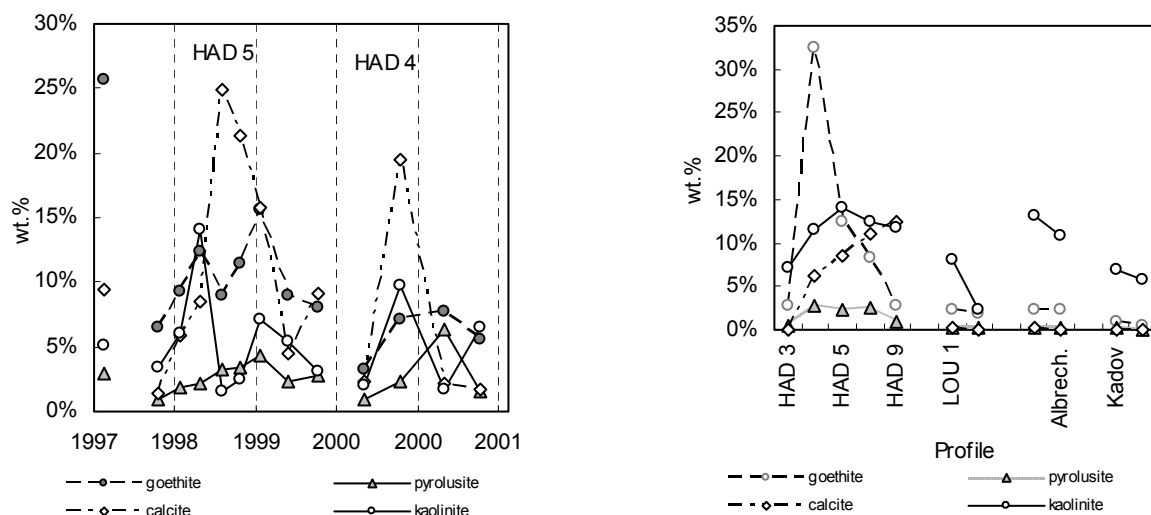 30%
25%
20%
15%
10%
5%
0%
wt.%
HAD 5
HAD 4
1997 1998 1999 2000 2000 2001
goethite
pyrolusite
calcite
kaolinite
35%
30%
25%
20%
15%
10%
5%
0%
wt.%
HAD 3
HAD 5
HAD 9
LOU 1
Albrech.
Kadov
Profile
goethite
pyrolusite
calcite
kaolinite